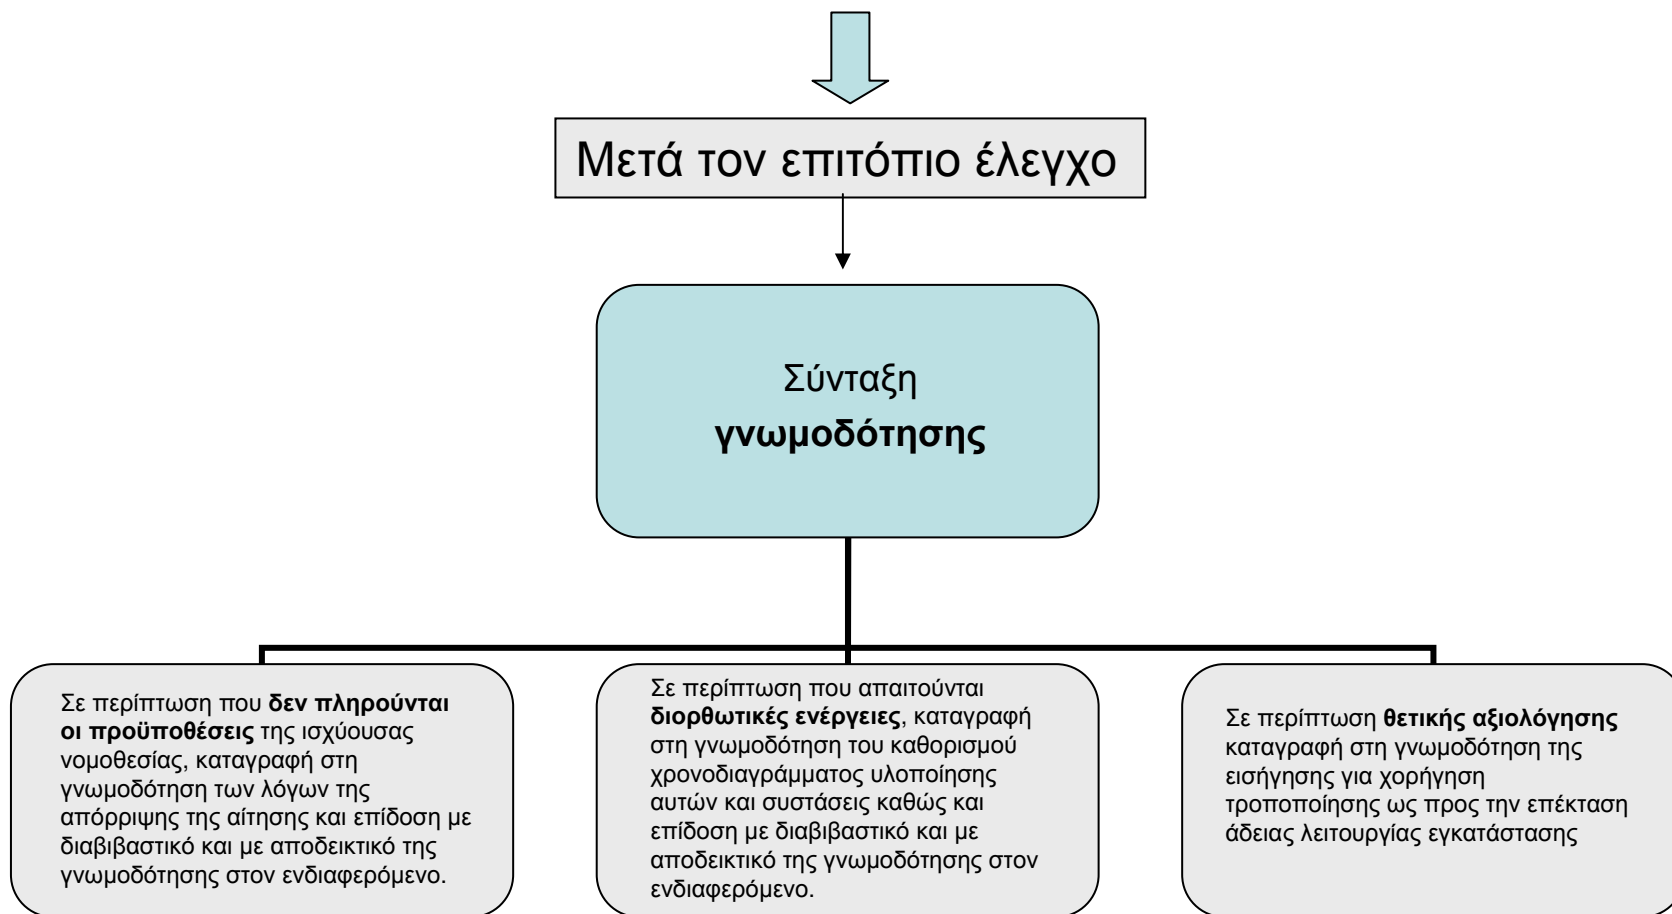 Μετά τον επιτόπιο έλεγχο
Σύνταξη
γνωμοδότησης
Σε περίπτωση που δεν πληρούνται
οι προϋποθέσεις της ισχύουσας
νομοθεσίας, καταγραφή στη
γνωμοδότηση των λόγων της
απόρριψης της αίτησης και επίδοση με
διαβιβαστικό και με αποδεικτικό της
γνωμοδότησης στον ενδιαφερόμενο.
Σε περίπτωση που απαιτούνται
διορθωτικές ενέργειες, καταγραφή
στη γνωμοδότηση του καθορισμού
χρονοδιαγράμματος υλοποίησης
αυτών και συστάσεις καθώς και
επίδοση με διαβιβαστικό και με
αποδεικτικό της γνωμοδότησης στον
ενδιαφερόμενο.
Σε περίπτωση θετικής αξιολόγησης
καταγραφή στη γνωμοδότηση της
εισήγησης για χορήγηση
τροποποίησης ως προς την επέκταση
άδειας λειτουργίας εγκατάστασης